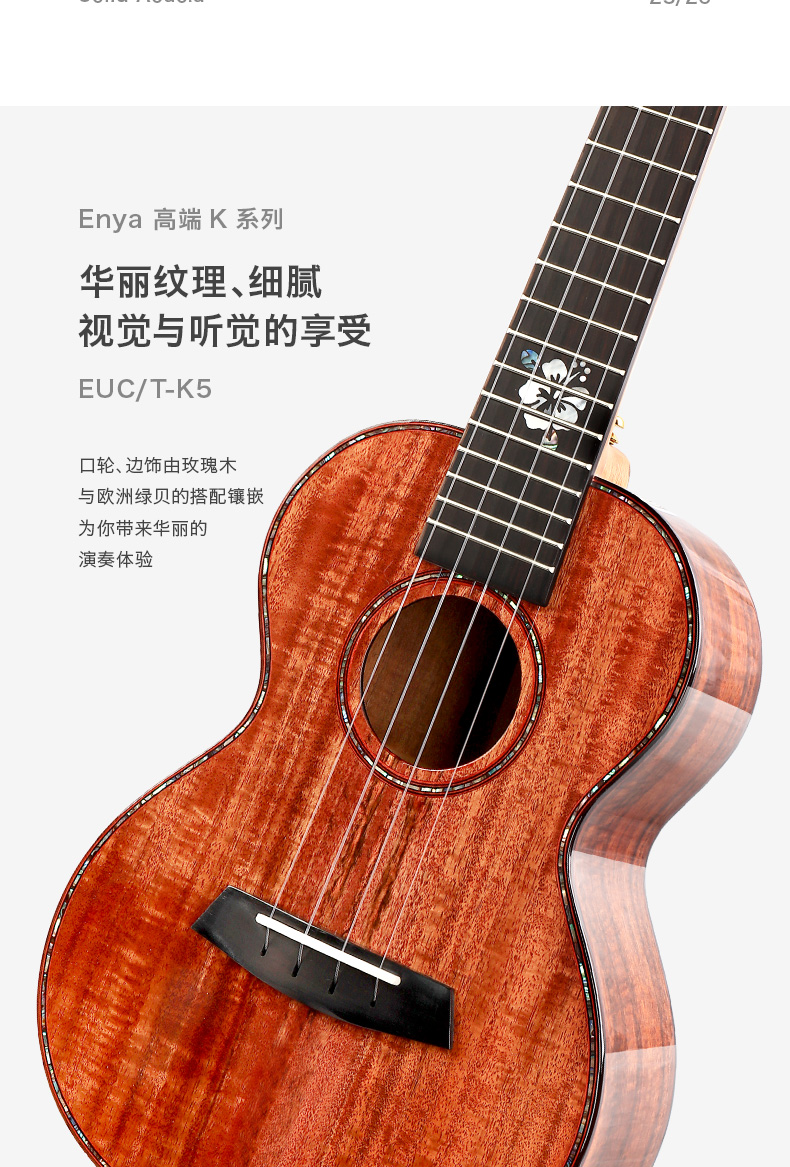 Enya 高端 K 系列
华丽纹理、细腻
视觉与听觉的享受
EUC/T-K5
口轮、边饰由玫瑰木
与欧洲绿贝的搭配镶嵌
为你带来华丽的
演奏体验